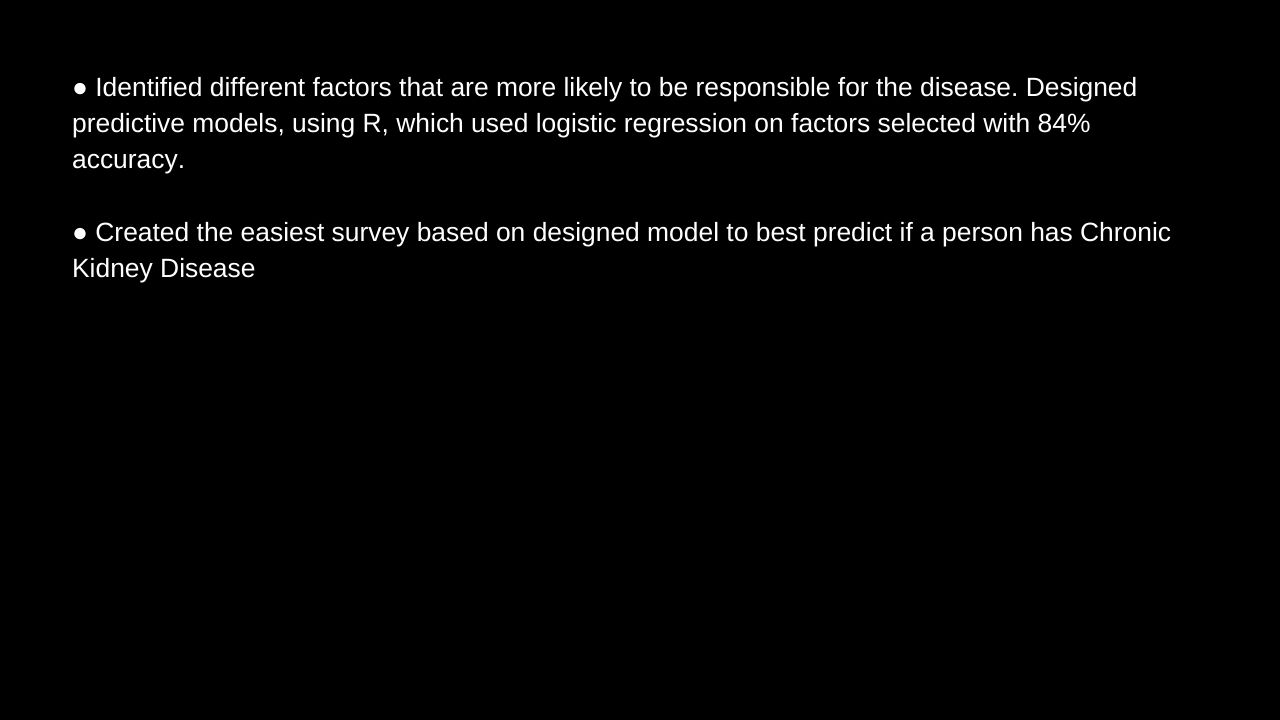 ● Identified different factors that are more likely to be responsible for the disease. Designed
predictive models, using R, which used logistic regression on factors selected with 84%
accuracy.
● Created the easiest survey based on designed model to best predict if a person has Chronic
Kidney Disease